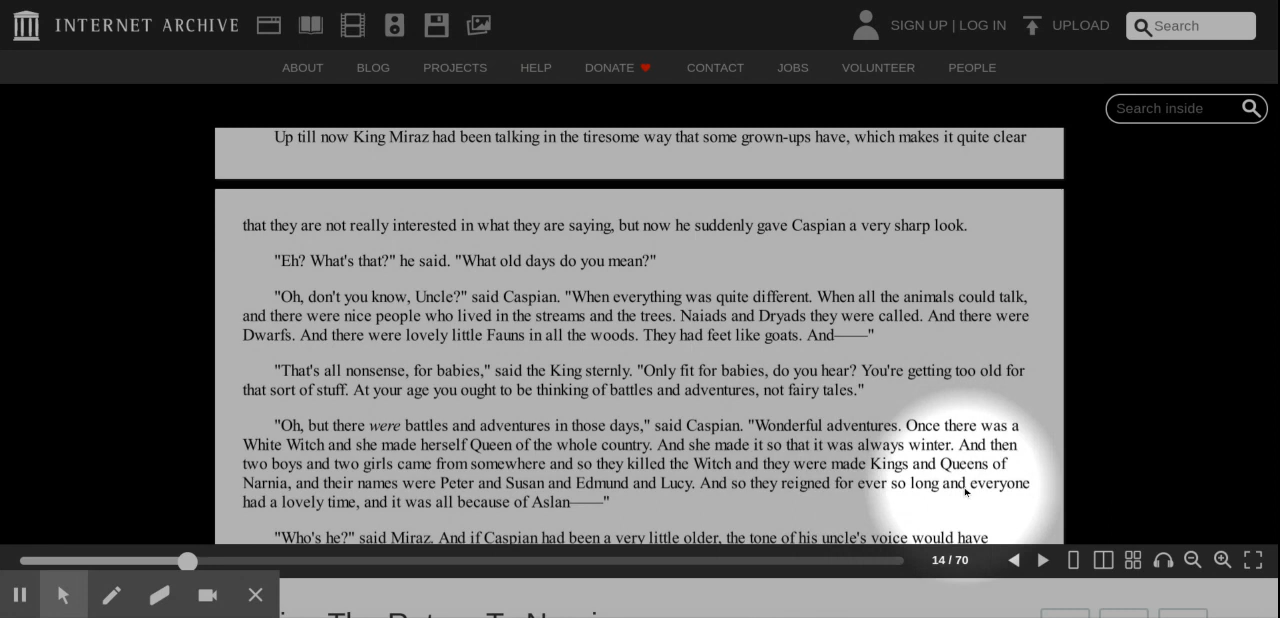 INTERNET ARCHIVE
SIGN UP | LOG IN
UPLOAD
Search
ABOUT
BLOG
PROJECTS
HELP
DONATE
CONTACT
JOBS
VOLUNTEER
PEOPLE
Search inside
Up till now King Miraz had been talking in the tiresome way that some grown-ups have, which makes it quite clear
that they are not really interested in what they are saying, but now he suddenly gave Caspian a very sharp look.
"Eh? What's that?" he said. "What old days do you mean?"
"Oh, don't you know, Uncle?" said Caspian. "When everything was quite different. When all the animals could talk,
and there were nice people who lived in the streams and the trees. Naiads and Dryads they were called. And there were
Dwarfs. And there were lovely little Fauns in all the woods. They had feet like goats. And——"
"That's all nonsense, for babies," said the King sternly. "Only fit for babies, do you hear? You're getting too old for
that sort of stuff. At your age you ought to be thinking of battles and adventures, not fairy tales."
"Oh, but there were battles and adventures in those days," said Caspian. "Wonderful adventures. Once there was a
White Witch and she made herself Queen of the whole country. And she made it so that it was always winter. And then
two boys and two girls came from somewhere and so they killed the Witch and they were made Kings and Queens of
Narnia, and their names were Peter and Susan and Edmund and Lucy. And so they reigned for ever so long and everyone
had a lovely time, and it was all because of Aslan——"
"Who's he?" said Miraz. And if Caspian had been a very little older, the tone of his uncle's voice would have
14 / 70
The Return To